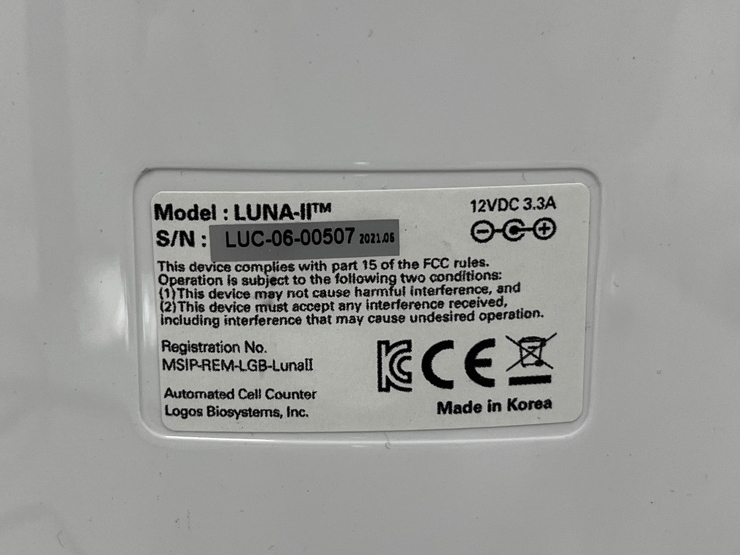 Model : LUNA-II™
12VDC 3.3A
S/N : LUC-06-00507 2021.06
This device complies with part 15 of the FCC rules.
Operation is subject to the following two conditions:
(1)This device may not cause harmful interference, and
(2)This device must accept any interference received,
including interference that may cause undesired operation.
Registration No.
MSIP-REM-LGB-LunaII
CE
Automated Cell Counter
Logos Biosystems, Inc.
Made in Korea